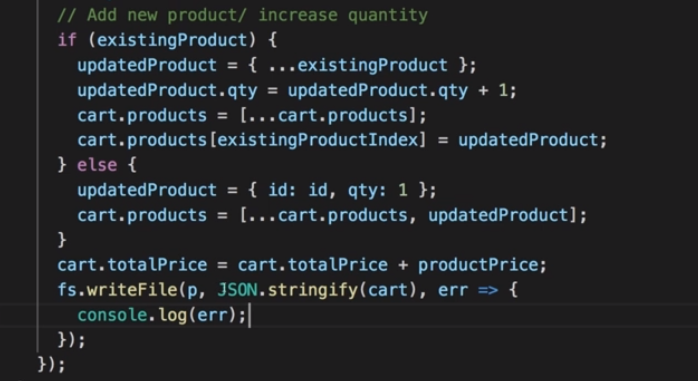 // Add new product/ increase quantity
if (existingProduct) {
updatedProduct = { ...existingProduct };
updatedProduct.qty = updatedProduct.qty + 1;
cart.products = [...cart.products];
cart.products[existingProductIndex] = updatedProduct;
} else {
updatedProduct = { id: id, qty: 1 };
cart.products = [...cart.products, updatedProduct];
}
cart.totalPrice = cart.totalPrice + productPrice;
fs.writeFile(p, JSON.stringify(cart), err => {
console.log(err);
});
});